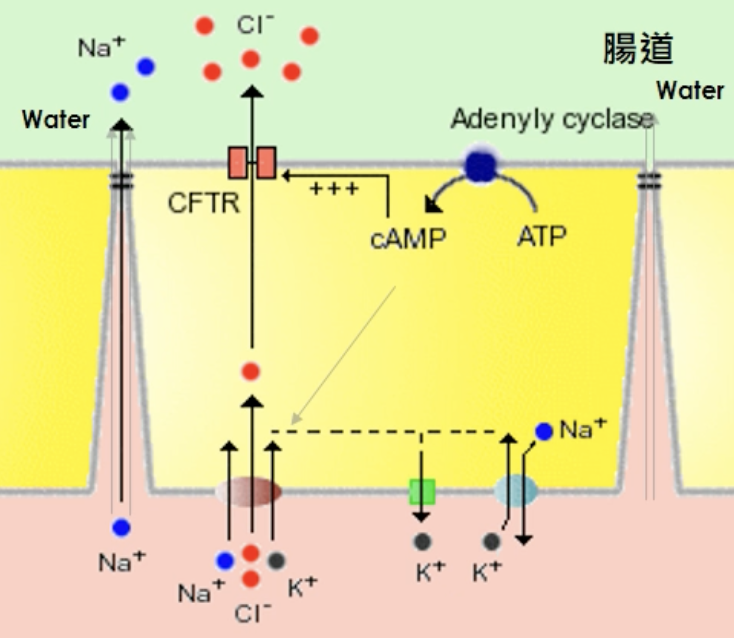 Cl⁻
Na⁺
腸道
Water
Water
Adenyly cyclase
CFTR
+++
cAMP
ATP
Na⁺
Na⁺
Na⁺
K⁺
K⁺
K⁺
Cl⁻